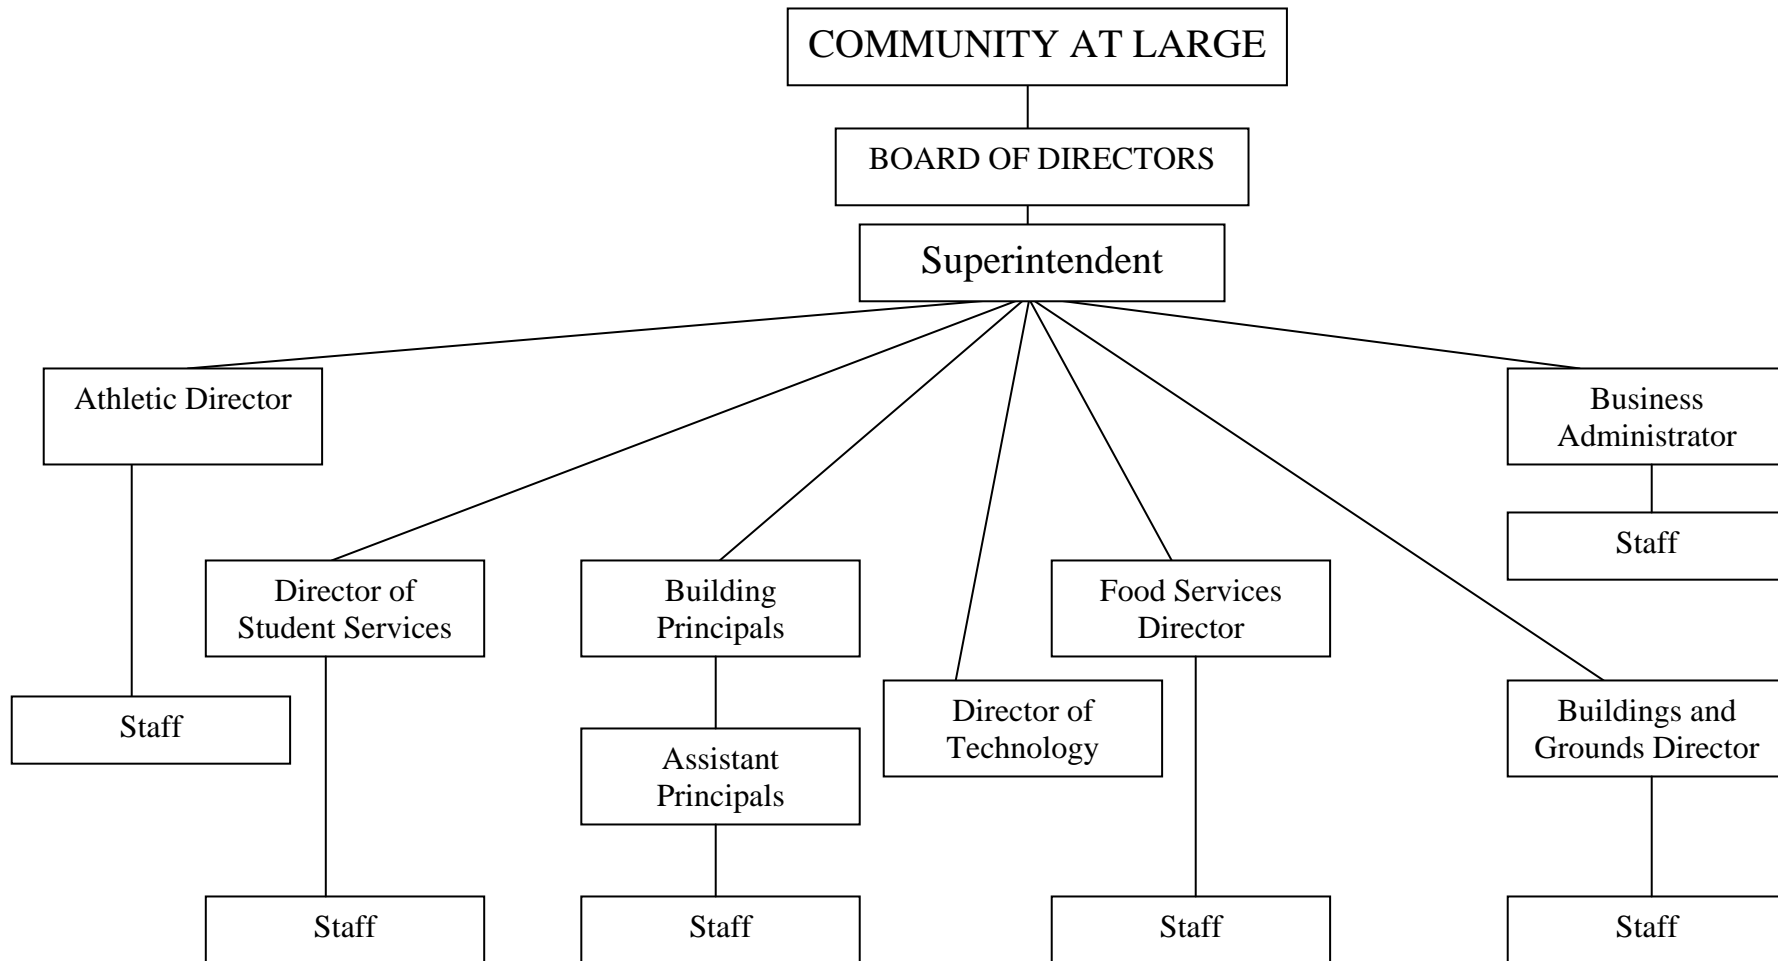 COMMUNITY AT LARGE
BOARD OF DIRECTORS
Superintendent
Athletic Director
Business
Administrator
Staff
Director of
Student Services
Building
Principals
Food Services
Director
Staff
Director of
Technology
Buildings and
Grounds Director
Assistant
Principals
Staff
Staff
Staff
Staff